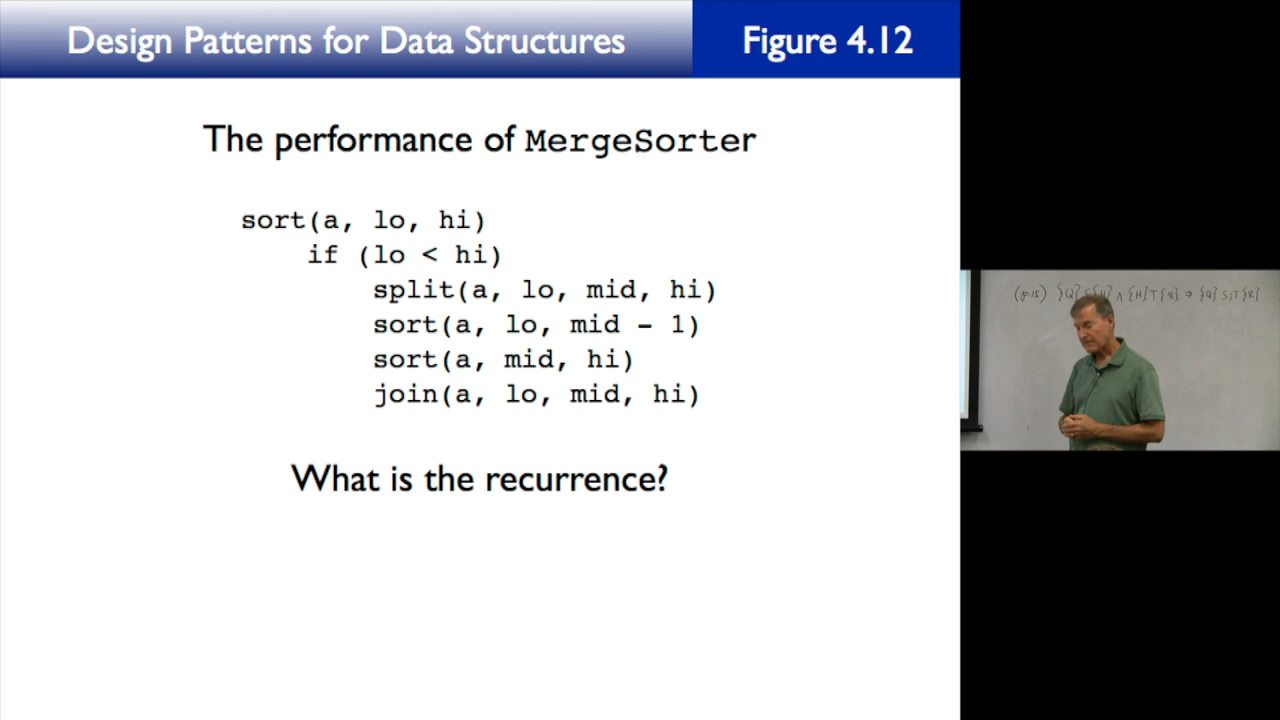 Design Patterns for Data Structures
Figure 4.12
The performance of MergeSorter
sort(a, lo, hi)
if (lo < hi)
split(a, lo, mid, hi)
sort(a, lo, mid - 1)
sort(a, mid, hi)
join(a, lo, mid, hi)
What is the recurrence?